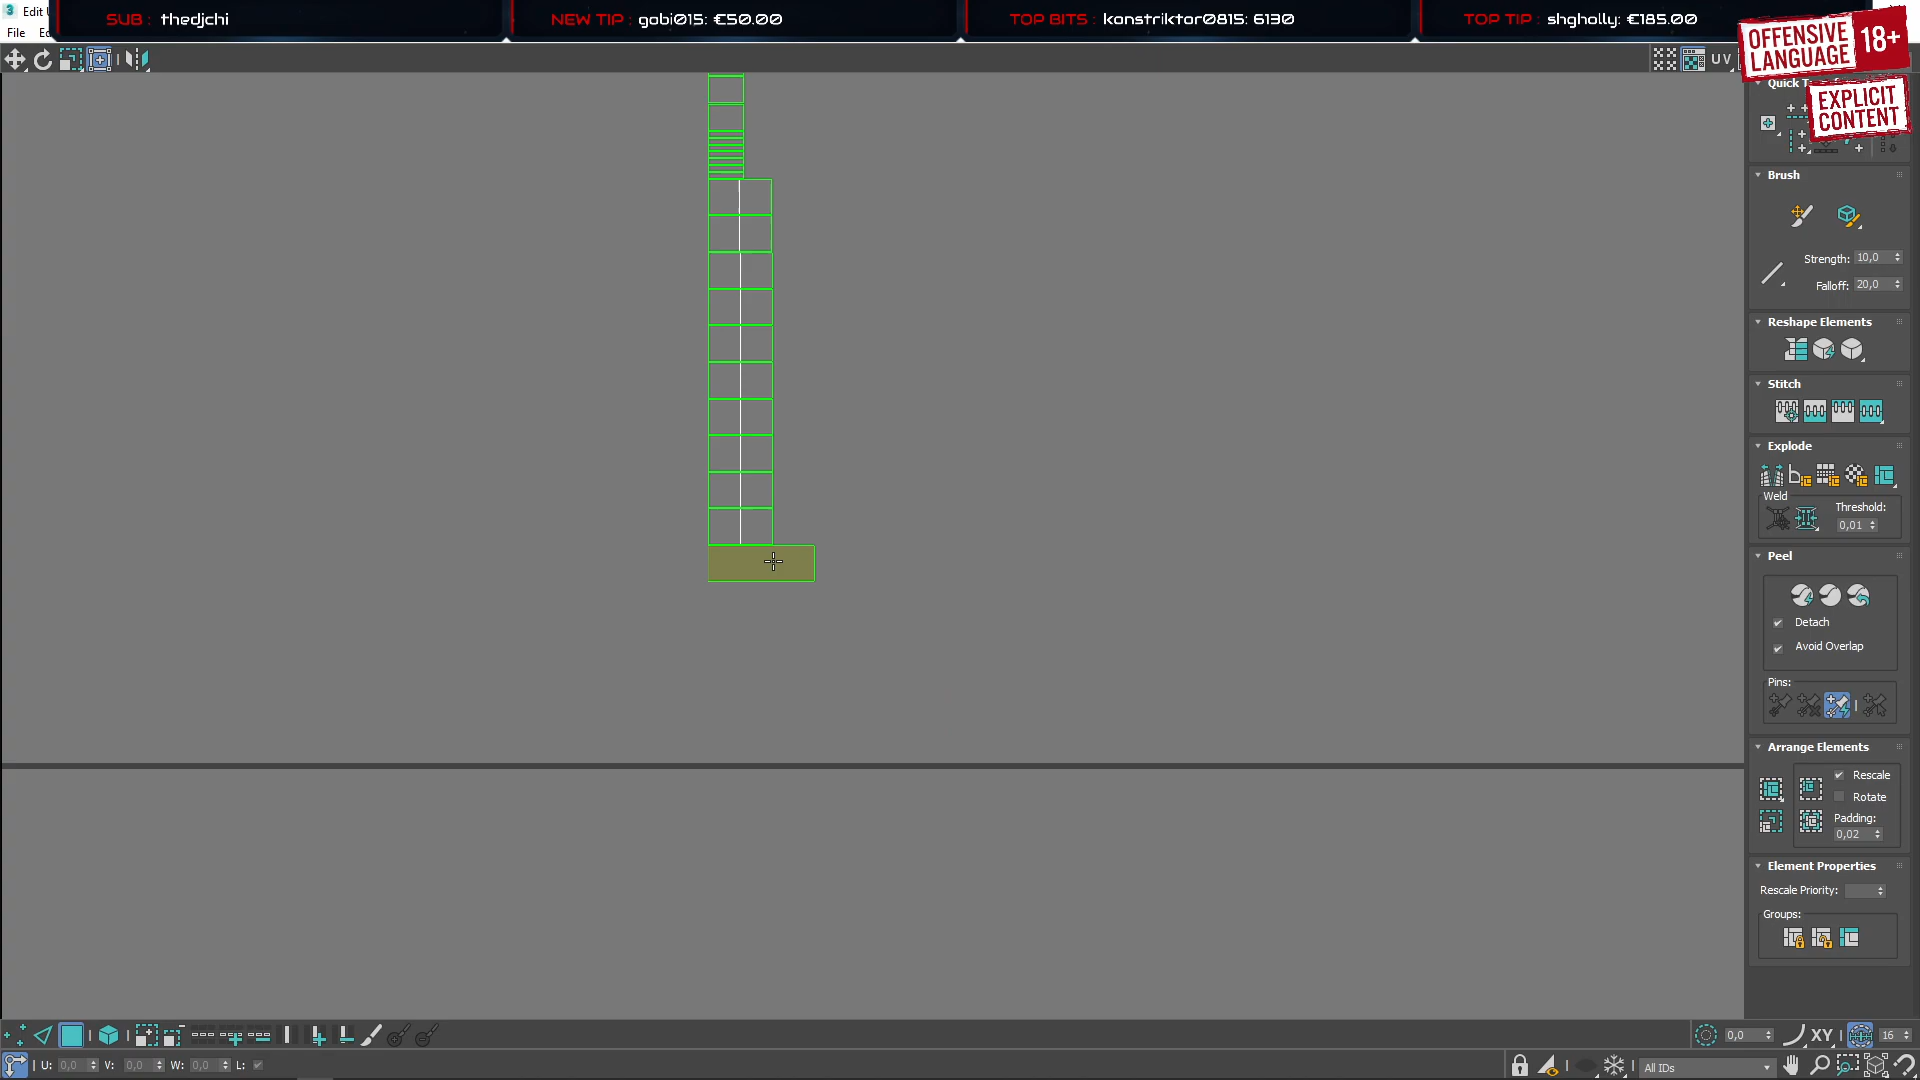 SUB : thedjchi
NEW TIP : gobi015: €50.00
TOP BITS : konstriktor0815: 6130
TOP TIP : shgholly: €185.00
OFFENSIVE LANGUAGE 18+
EXPLICIT CONTENT
3 Edit
File
UV
Brush
Strength: 10,0
Falloff: 20,0
Reshape Elements
Stitch
Explode
Weld
Threshold:
0,01
Peel
Detach
Avoid Overlap
Pins:
Arrange Elements
Rescale
Rotate
Padding:
0,02
Element Properties
Rescale Priority:
Groups:
0,0
XY
16
U: 0,0 V: 0,0 W: 0,0 L:
All IDs